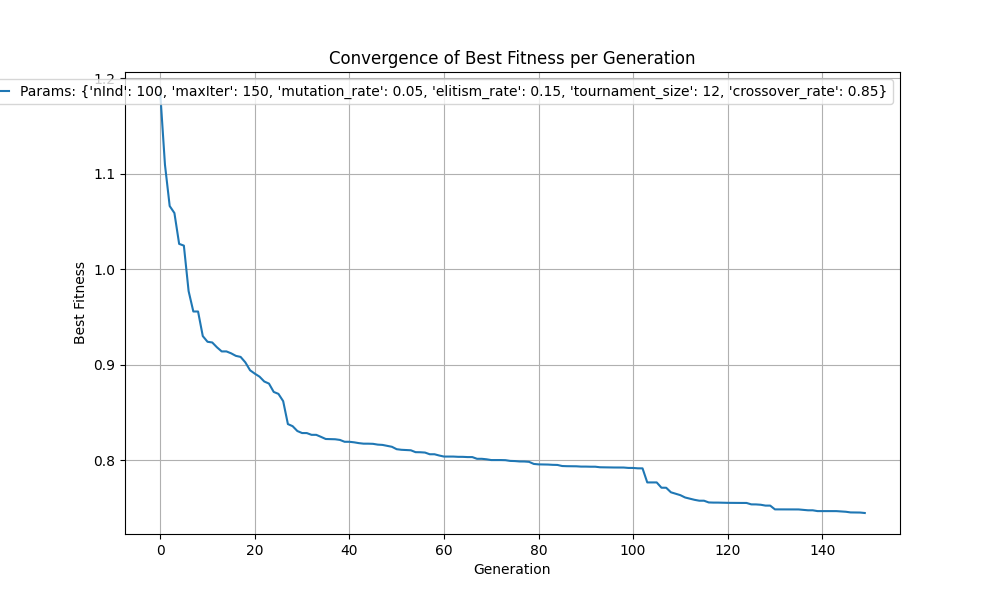 Convergence of Best Fitness per Generation
1.2
Params: {'nInd': 100, 'maxIter': 150, 'mutation_rate': 0.05, 'elitism_rate': 0.15, 'tournament_size': 12, 'crossover_rate': 0.85}
1.1
1.0
0.9
0.8
Best Fitness
0 20 40 60 80 100 120 140
Generation